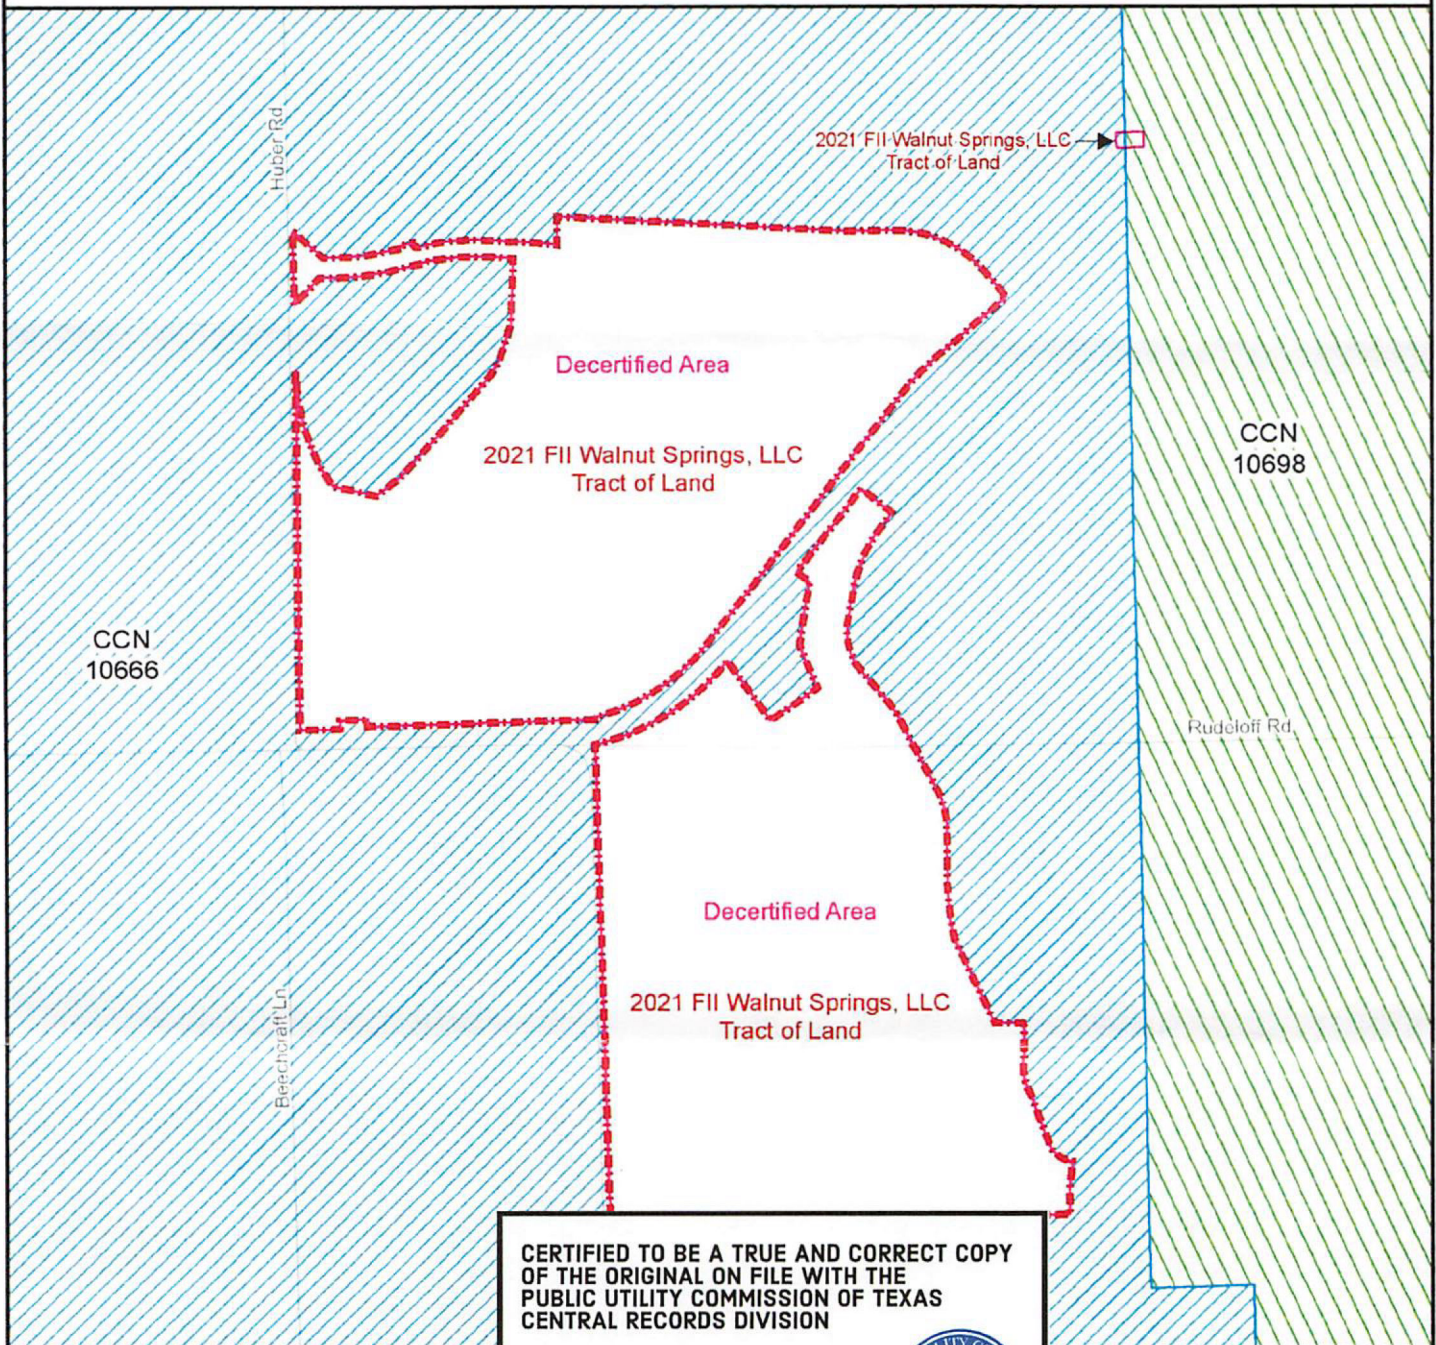 Huber Rd
2021 FII Walnut Springs, LLC
Tract of Land
Decertified Area
2021 FII Walnut Springs, LLC
Tract of Land
CCN
10698
CCN
10666
Rudeloff Rd
Decertified Area
2021 FII Walnut Springs, LLC
Tract of Land
Beechcraft Ln
CERTIFIED TO BE A TRUE AND CORRECT COPY
OF THE ORIGINAL ON FILE WITH THE
PUBLIC UTILITY COMMISSION OF TEXAS
CENTRAL RECORDS DIVISION